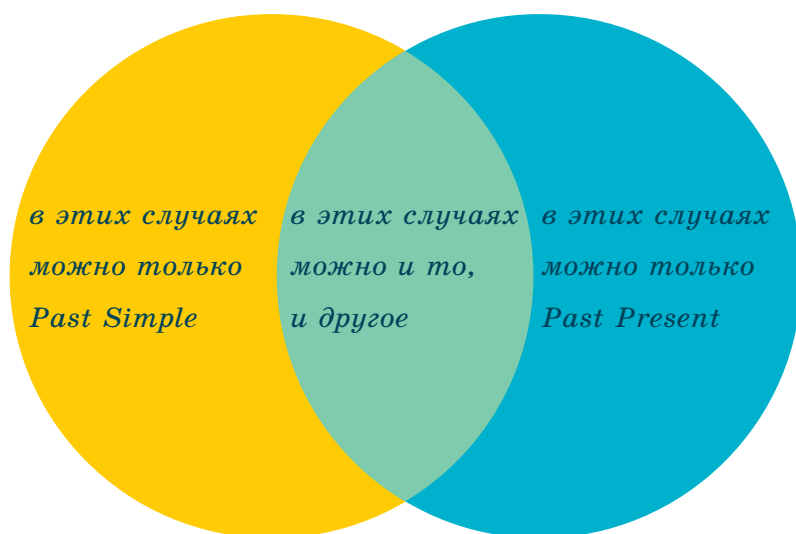 в этих случаях
можно только
Past Simple
в этих случаях
можно и то,
и другое
в этих случаях
можно только
Past Present